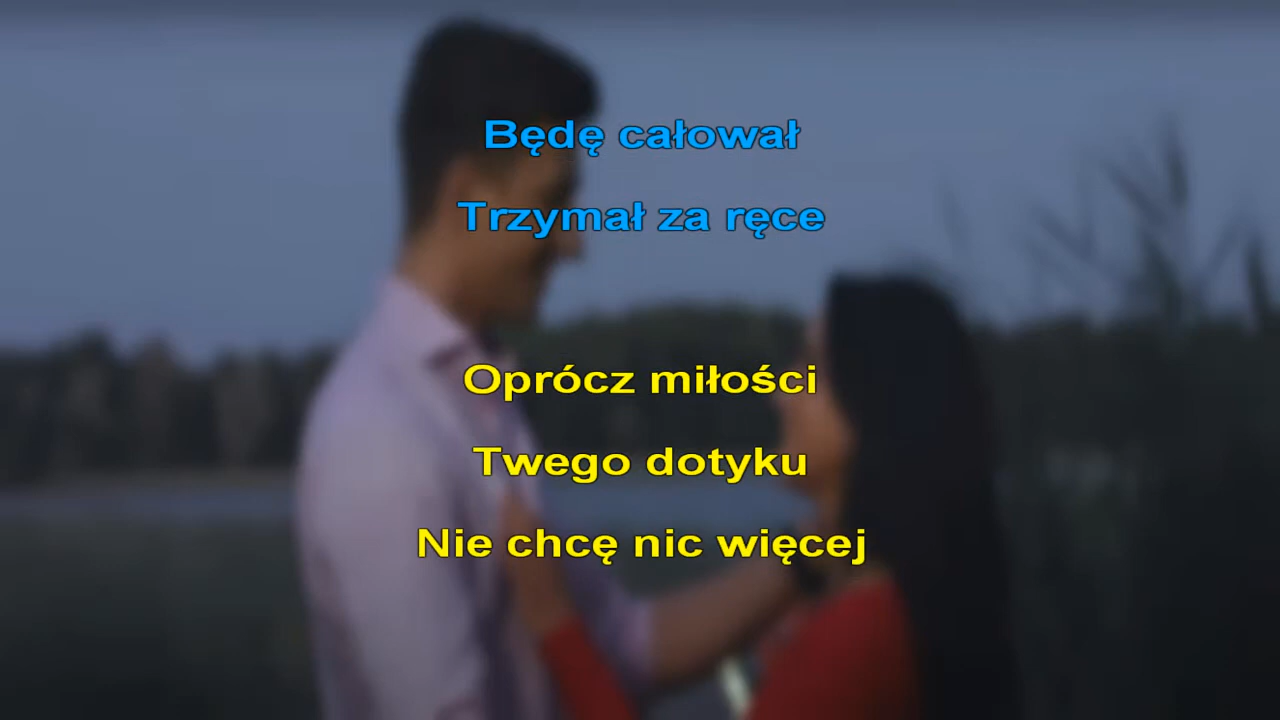 Będę całował
Trzymał za ręce
Oprócz miłości
Twego dotyku
Nie chcę nic więcej